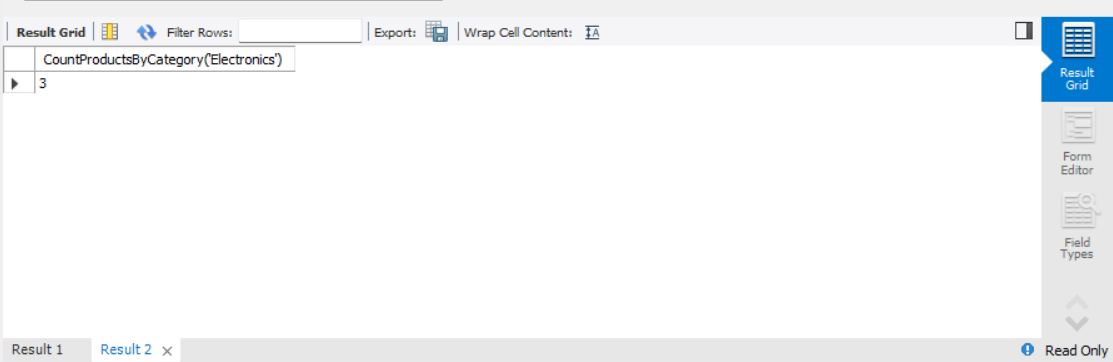 Result Grid Filter Rows: Export: Wrap Cell Content: IA
CountProductsByCategory('Electronics')
3
Result
Grid
Form
Editor
Field
Types
Result 1 Result 2 × Read Only